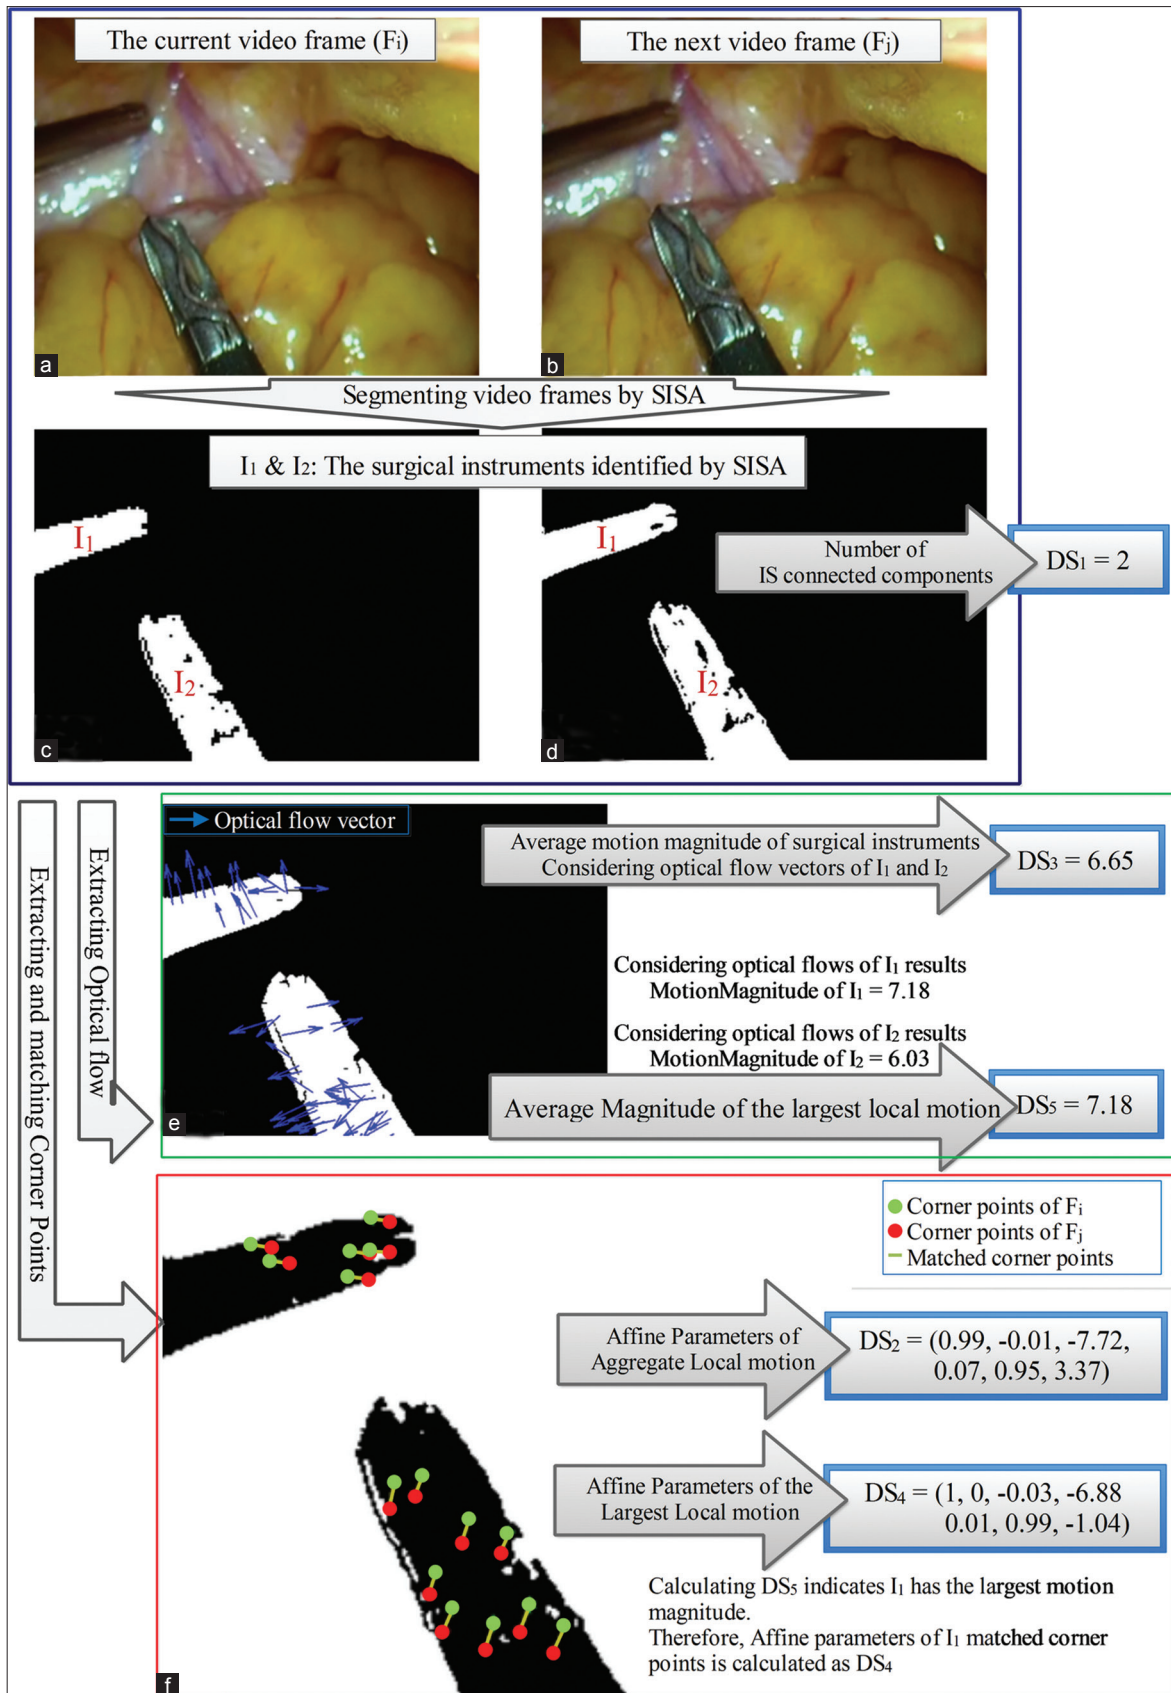 The current video frame (Fi)
The next video frame (Fj)
a
b
Segmenting video frames by SISA
I1 & I2: The surgical instruments identified by SISA
I1
I1
Number of
IS connected components
DS1 = 2
I2
I2
c
d
Extracting and matching Corner Points
Extracting Optical flow
Optical flow vector
Average motion magnitude of surgical instruments
Considering optical flow vectors of I1 and I2
DS3 = 6.65
Considering optical flows of I1 results
MotionMagnitude of I1 = 7.18
Considering optical flows of I2 results
MotionMagnitude of I2 = 6.03
Average Magnitude of the largest local motion
DS5 = 7.18
e
Corner points of Fi
Corner points of Fj
Matched corner points
Affine Parameters of
Aggregate Local motion
DS2 = (0.99, -0.01, -7.72,
0.07, 0.95, 3.37)
Affine Parameters of the
Largest Local motion
DS4 = (1, 0, -0.03, -6.88
0.01, 0.99, -1.04)
Calculating DS5 indicates I1 has the largest motion
magnitude.
Therefore, Affine parameters of I1 matched corner
points is calculated as DS4
f